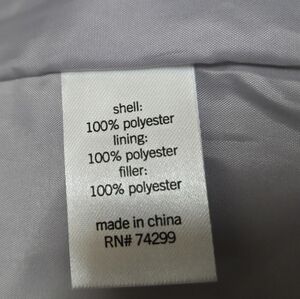 shell:
100% polyester
lining:
100% polyester
filler:
100% polyester
made in china
RN# 74299